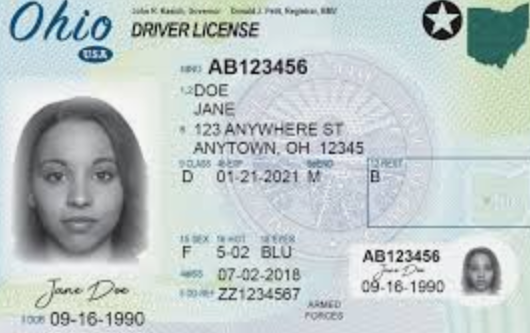 Ohio
USA
John R. Kasich, Governor Donald J. Petit, Registrar, BMV
DRIVER LICENSE
AB123456
1,2 DOE
JANE
8 123 ANYWHERE ST
ANYTOWN, OH 12345
9 CLASS 4b EXP 9a END 12 REST
D 01-21-2021 M B
15 SEX 16 HGT 18 EYES
F 5-02 BLU
4a ISS 07-02-2018
5 DD REF ZZ1234567
ARMED
FORCES
Jane Doe
3 DOB 09-16-1990
AB123456
Jane Doe
09-16-1990